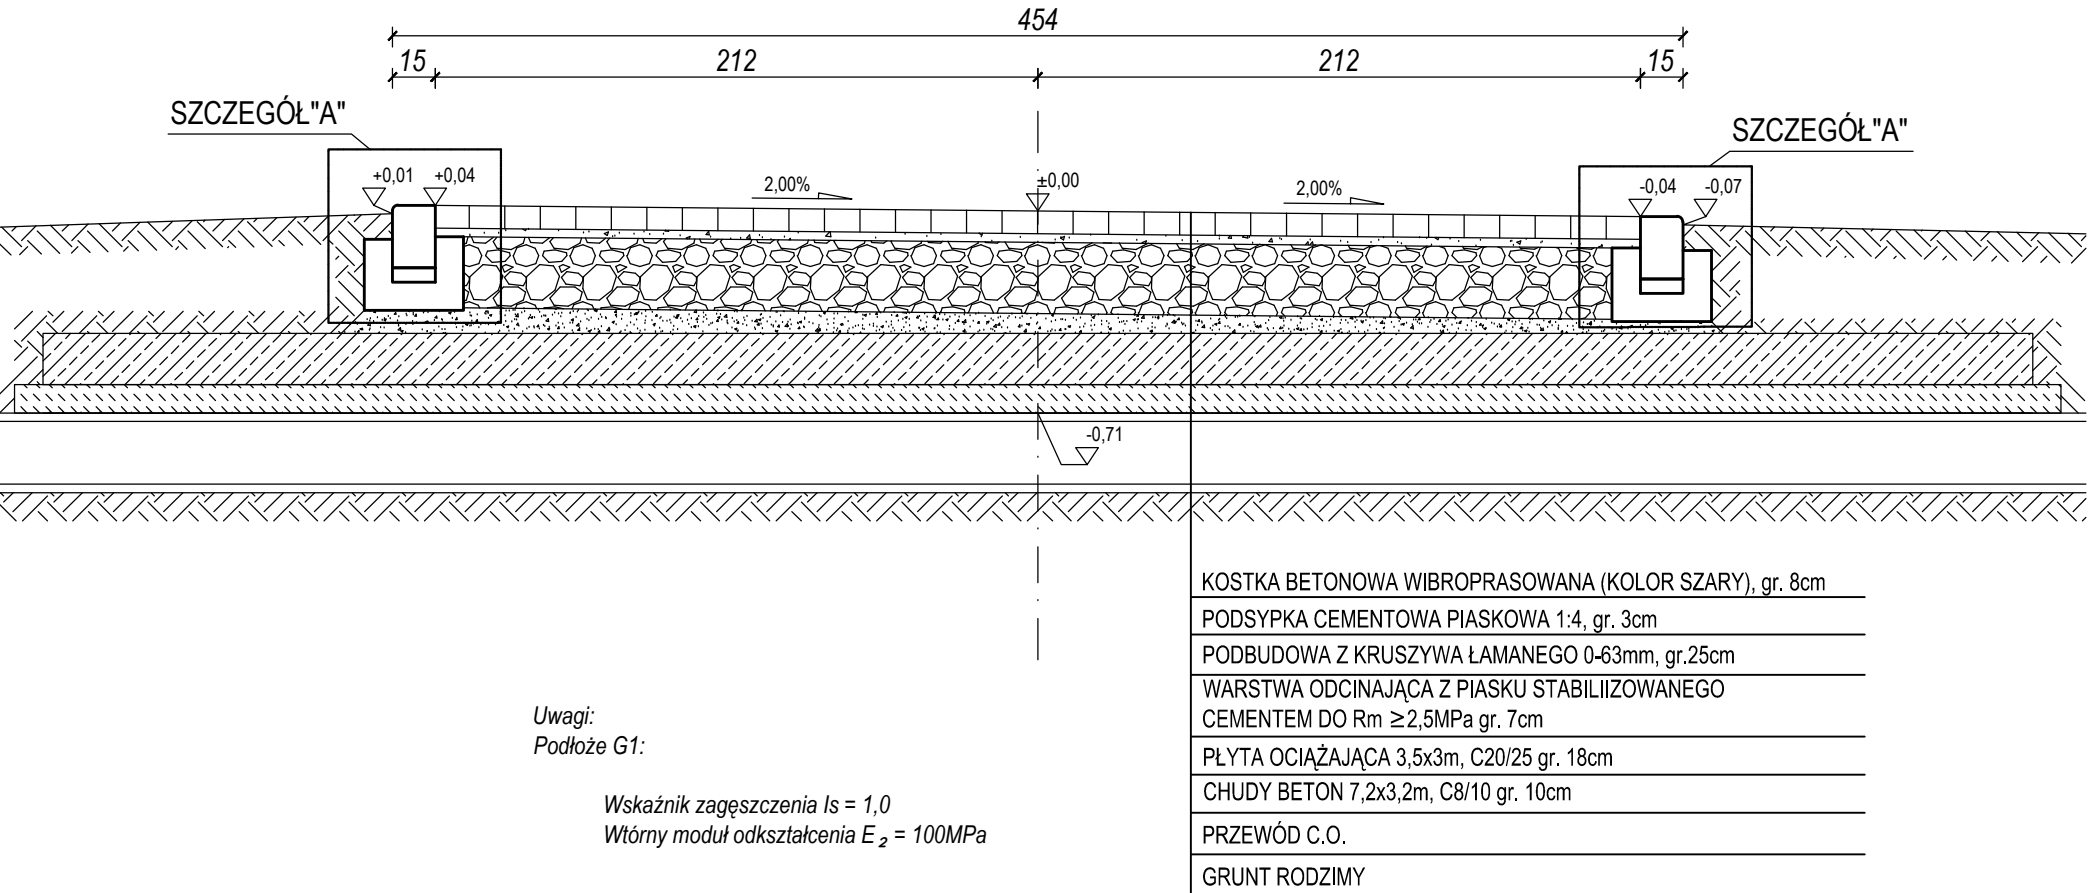 454
15 212 212 15
SZCZEGÓŁ"A"
SZCZEGÓŁ"A"
+0,01 +0,04 2,00% ±0,00 2,00% -0,04 -0,07
-0,71
KOSTKA BETONOWA WIBROPRASOWANA (KOLOR SZARY), gr. 8cm
PODSYPKA CEMENTOWA PIASKOWA 1:4, gr. 3cm
PODBUDOWA Z KRUSZYWA ŁAMANEGO 0-63mm, gr.25cm
WARSTWA ODCINAJĄCA Z PIASKU STABILIIZOWANEGO
CEMENTEM DO Rm ≥2,5MPa gr. 7cm
PŁYTA OCIĄŻAJĄCA 3,5x3m, C20/25 gr. 18cm
CHUDY BETON 7,2x3,2m, C8/10 gr. 10cm
PRZEWÓD C.O.
GRUNT RODZIMY
Uwagi:
Podłoże G1:
Wskaźnik zagęszczenia Is = 1,0
Wtórny moduł odkształcenia E₂ = 100MPa